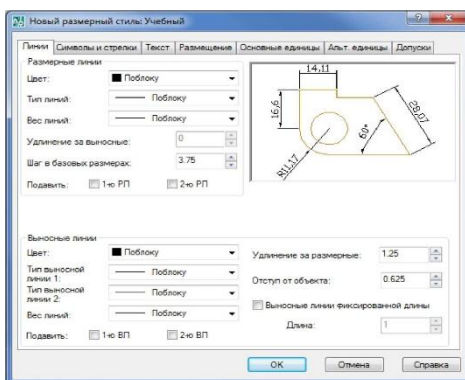 Новый размерный стиль: Учебный
Линии Символы и стрелки Текст Размещение Основные единицы Альт. единицы Допуски
Размерные линии
Цвет: Поблоку
Тип линий: Поблоку
Вес линий: Поблоку
Удлинение за выносные: 0
Шаг в базовых размерах: 3.75
Подавить: 1-ю РЛ 2-ю РЛ
14,11
16,6
28,07
60°
R11,17
Выносные линии
Цвет: Поблоку
Тип выносной линии 1: Поблоку
Тип выносной линии 2: Поблоку
Вес линий: Поблоку
Подавить: 1-ю ВЛ 2-ю ВЛ
Удлинение за размерные: 1.25
Отступ от объекта: 0.625
Выносные линии фиксированной длины
Длина: 1
OK Отмена Справка